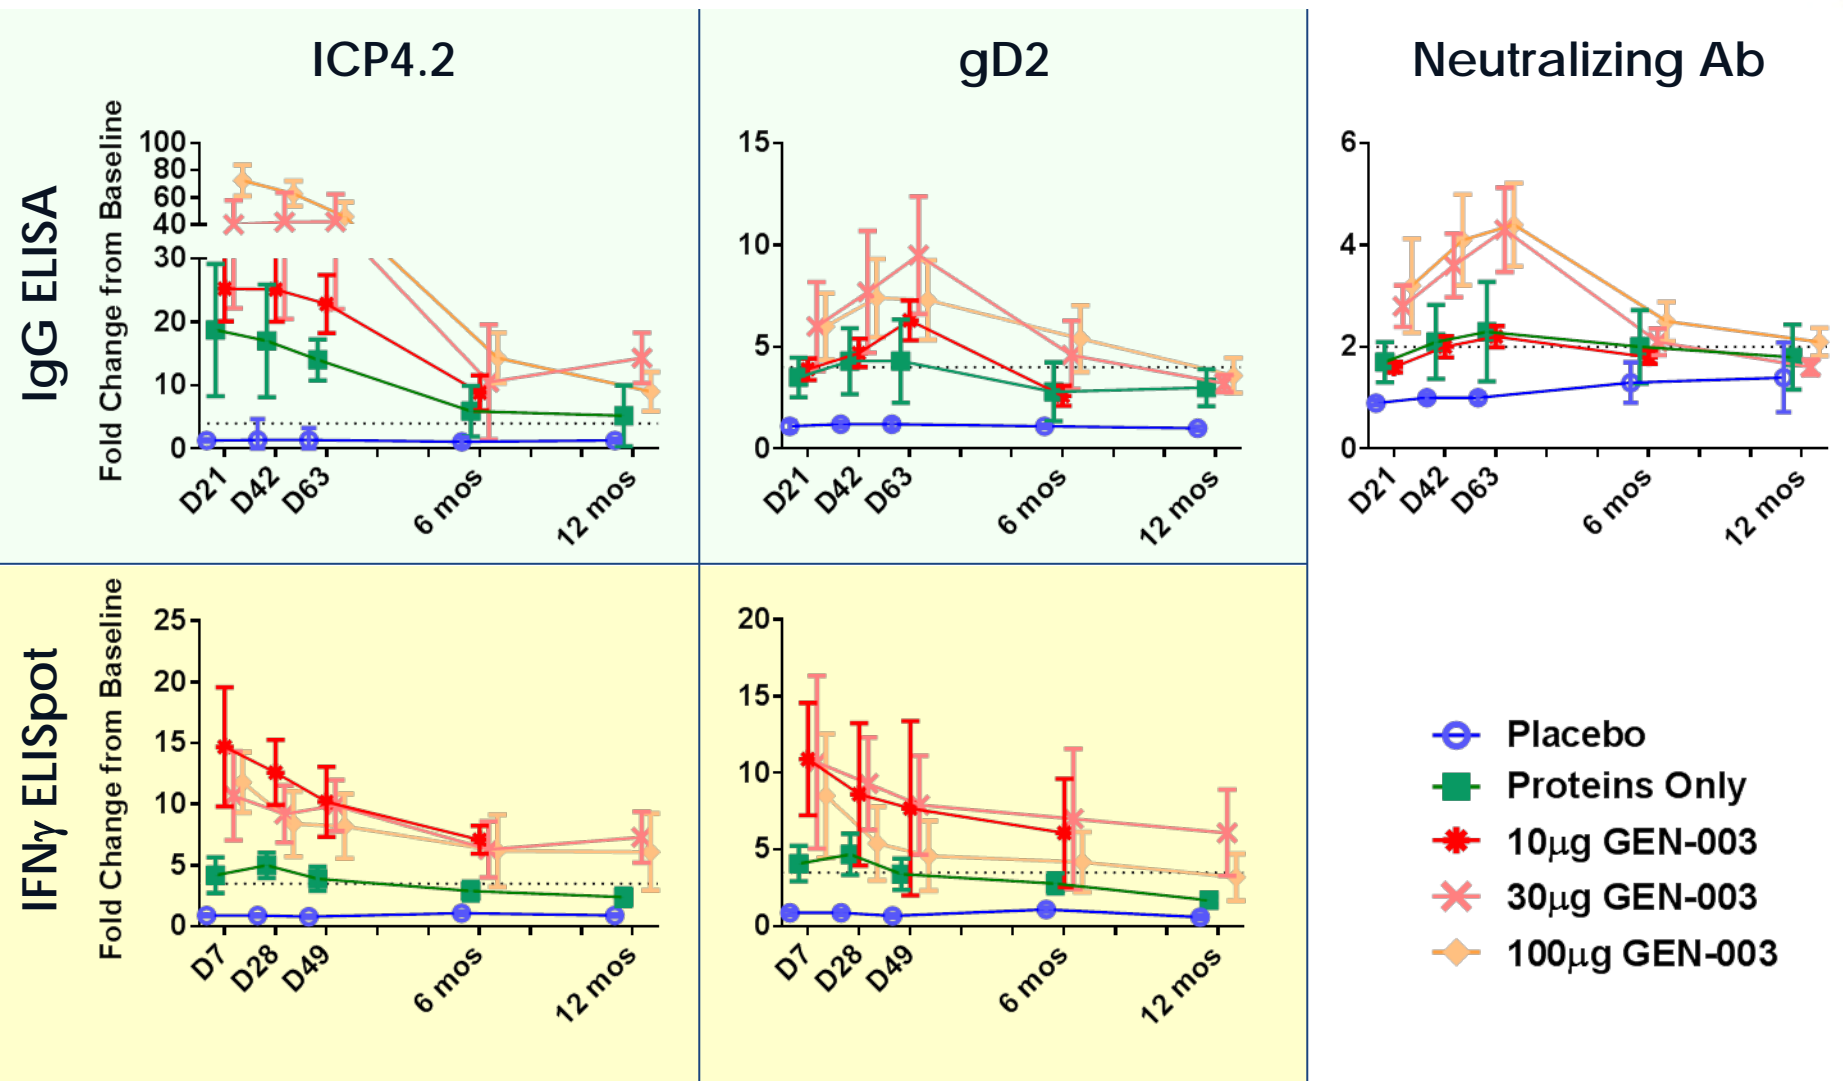 ICP4.2
gD2
Neutralizing Ab
IgG ELISA
Fold Change from Baseline
100
80
60
40
30
20
10
0
D21
D42
D63
6 mos
12 mos
15
10
5
0
D21
D42
D63
6 mos
12 mos
6
4
2
0
D21
D42
D63
6 mos
12 mos
IFNγ ELISpot
Fold Change from Baseline
25
20
15
10
5
0
D7
D28
D49
6 mos
12 mos
20
15
10
5
0
D7
D28
D49
6 mos
12 mos
Placebo
Proteins Only
10μg GEN-003
30μg GEN-003
100μg GEN-003